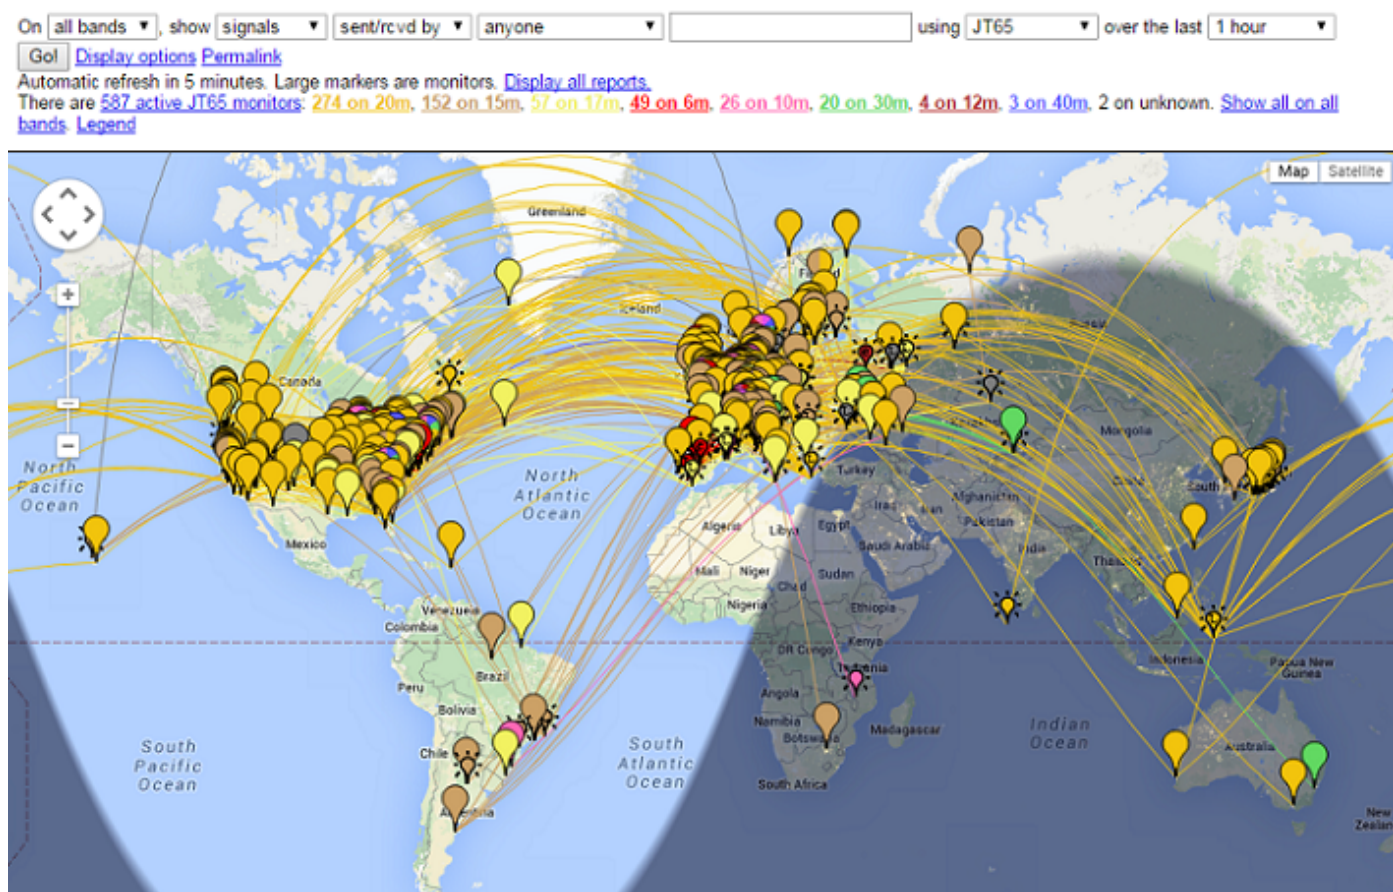 On all bands , show signals sent/rcvd by anyone using JT65 over the last 1 hour
Go! Display options Permalink
Automatic refresh in 5 minutes. Large markers are monitors. Display all reports.
There are 587 active JT65 monitors: 274 on 20m, 152 on 15m, 57 on 17m, 49 on 6m, 26 on 10m, 20 on 30m, 4 on 12m, 3 on 40m, 2 on unknown. Show all on all
bands. Legend
Map Satellite
Greenland
Iceland
Russia
Canada
Mongolia
North
Pacific
Ocean
North
Atlantic
Ocean
Turkey
South
Afghanistan
Iraq
Iran
Pakistan
Algeria
Libya
Egypt
Saudi Arabia
India
Mexico
Mali
Niger
Chad
Sudan
Thailand
Nigeria
Ethiopia
Venezuela
Colombia
DR Congo
Kenya
Indonesia
Papua New
Guinea
Brazil
Tanzania
Peru
Angola
Bolivia
Namibia
Botswana
Madagascar
Indian
Ocean
Australia
Chile
South
Pacific
Ocean
South
Atlantic
Ocean
South Africa
Argentina
New
Zealan